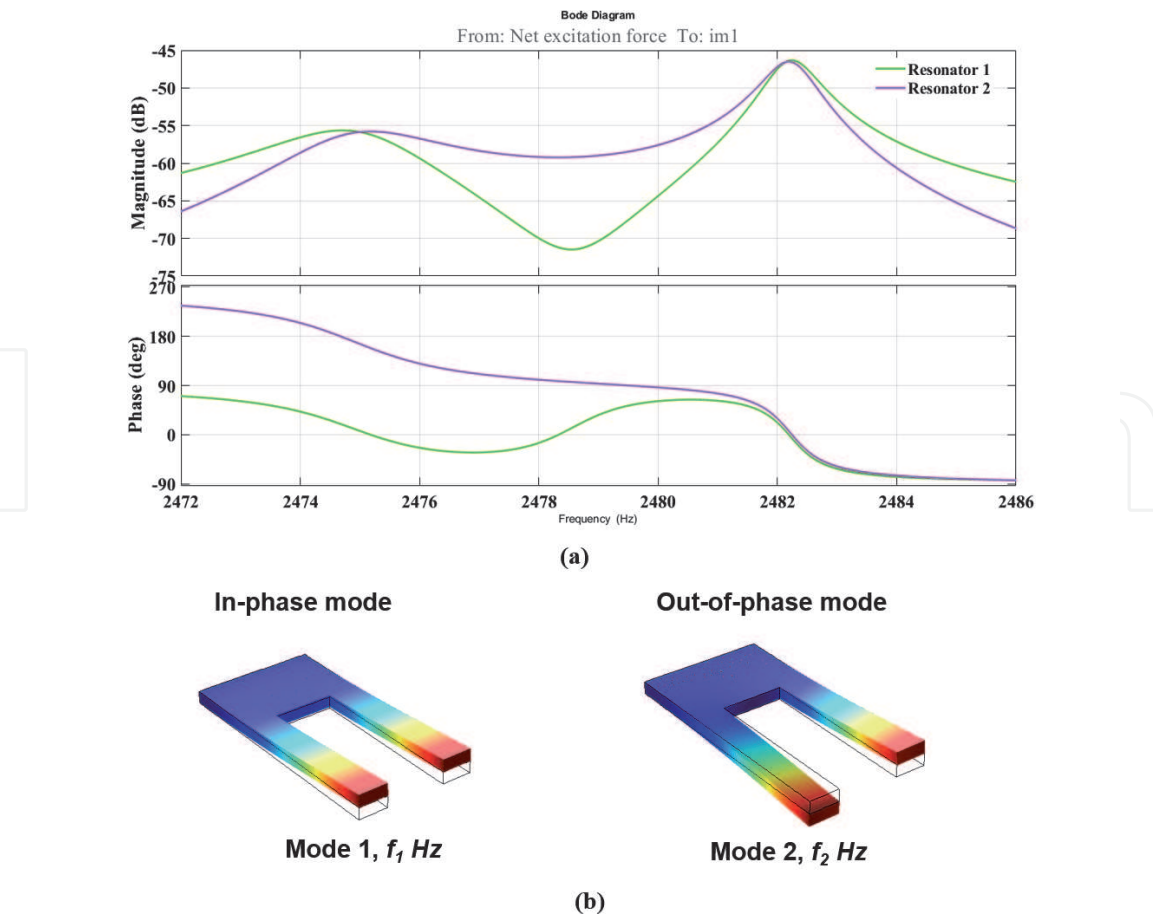 Bode Diagram
From: Net excitation force To: im1
Magnitude (dB)
-45
-50
-55
-60
-65
-70
-75
Resonator 1
Resonator 2
Phase (deg)
270
180
90
0
-90
2472 2474 2476 2478 2480 2482 2484 2486
Frequency (Hz)
(a)
In-phase mode Out-of-phase mode
Mode 1, f1 Hz Mode 2, f2 Hz
(b)